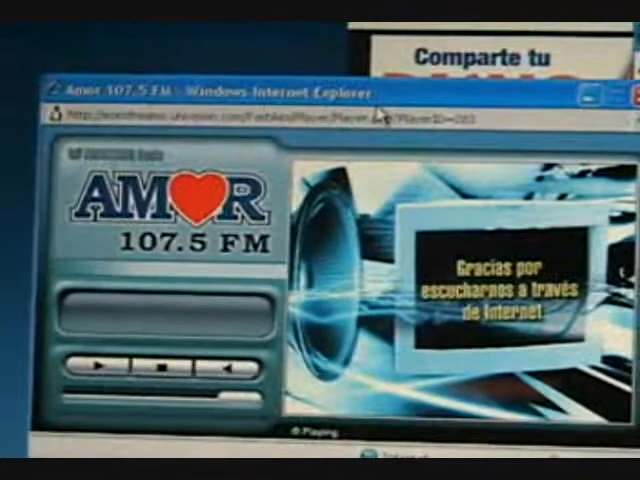 Comparte tu
Amor 107.5 FM - Windows Internet Explorer
AMOR
107.5 FM
Gracias por
escucharnos a través
de Internet
Playing
Internet